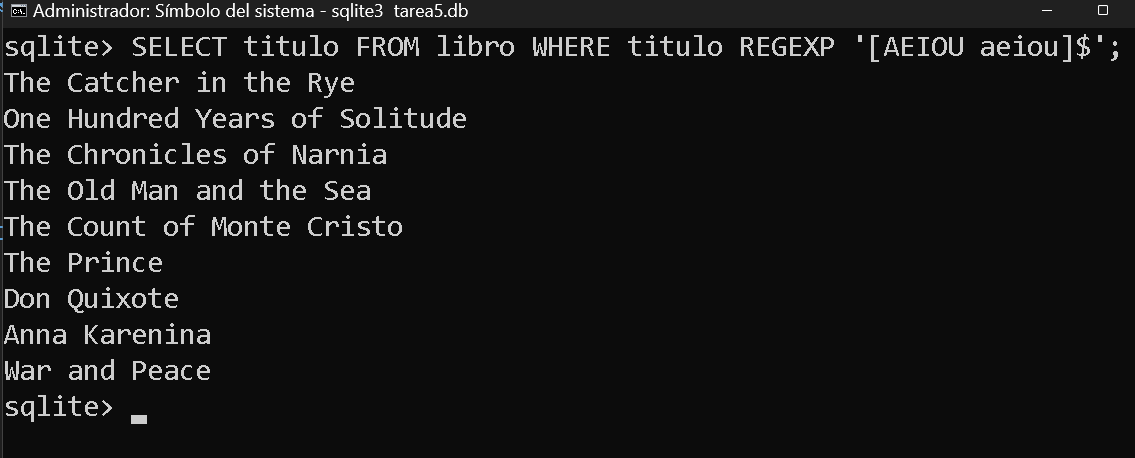 Administrador: Símbolo del sistema - sqlite3  tarea5.db
sqlite> SELECT titulo FROM libro WHERE titulo REGEXP '[AEIOU aeiou]$';
The Catcher in the Rye
One Hundred Years of Solitude
The Chronicles of Narnia
The Old Man and the Sea
The Count of Monte Cristo
The Prince
Don Quixote
Anna Karenina
War and Peace
sqlite>